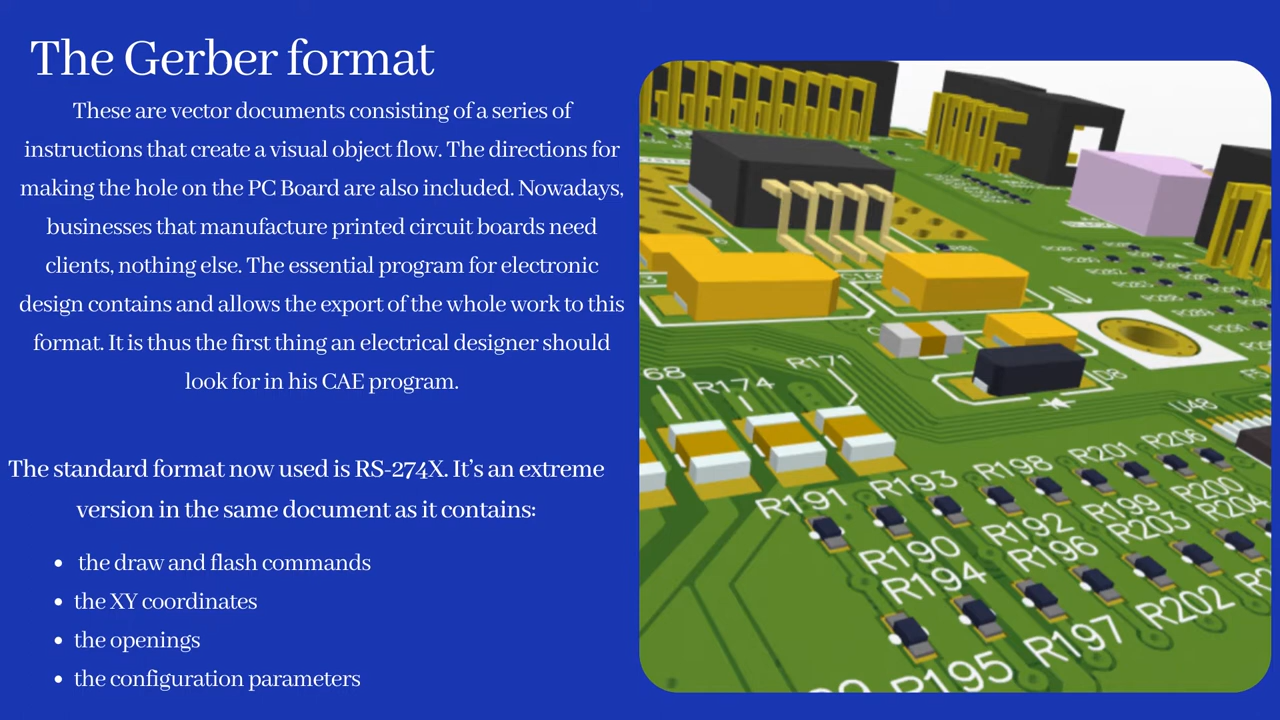 The Gerber format
These are vector documents consisting of a series of
instructions that create a visual object flow. The directions for
making the hole on the PC Board are also included. Nowadays,
businesses that manufacture printed circuit boards need
clients, nothing else. The essential program for electronic
design contains and allows the export of the whole work to this
format. It is thus the first thing an electrical designer should
look for in his CAE program.
The standard format now used is RS-274X. It's an extreme
version in the same document as it contains:
• the draw and flash commands
• the XY coordinates
• the openings
• the configuration parameters
68
R174
R171
D8
U48
R191
R193
R198
R201
R206
R190
R192
R199
R200
R194
R196
R203
R204
R195
R197
R202